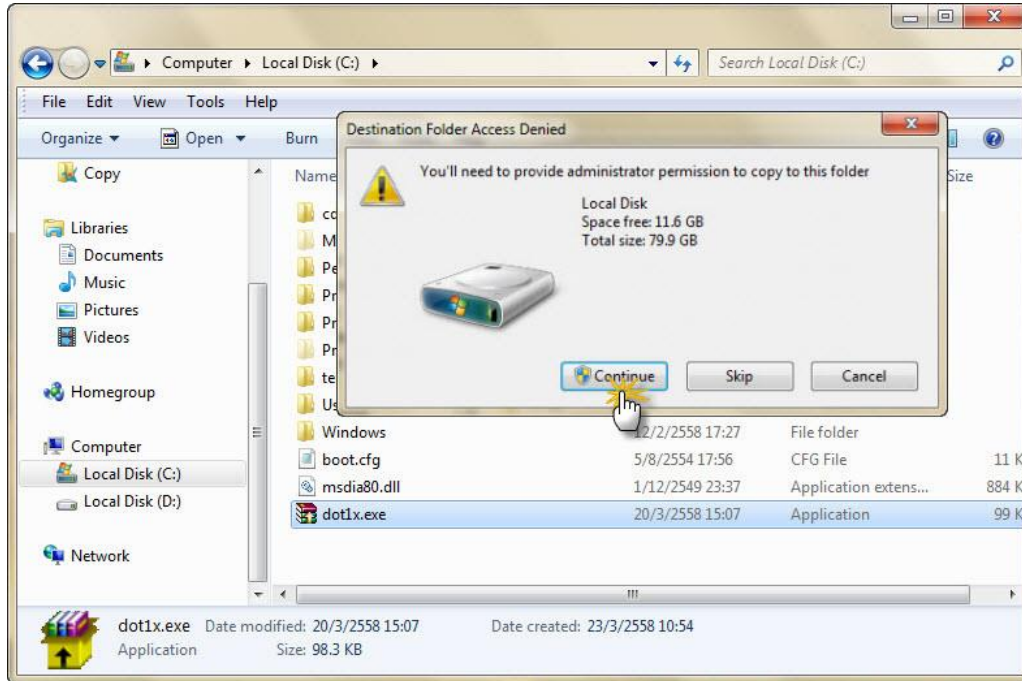 Computer Local Disk (C:)
Search Local Disk (C:)
File Edit View Tools Help
Organize Open Burn
Destination Folder Access Denied
You'll need to provide administrator permission to copy to this folder
Local Disk
Space free: 11.6 GB
Total size: 79.9 GB
Continue Skip Cancel
Copy
Libraries
Documents
Music
Pictures
Videos
Homegroup
Computer
Local Disk (C:)
Local Disk (D:)
Network
Name Size
M
Pe
Pr
Pr
Pr
te
Us
Windows 12/2/2558 17:27 File folder
boot.cfg 5/8/2554 17:56 CFG File 11 K
msdia80.dll 1/12/2549 23:37 Application extens... 884 K
dot1x.exe 20/3/2558 15:07 Application 99 K
dot1x.exe Date modified: 20/3/2558 15:07 Date created: 23/3/2558 10:54
Application Size: 98.3 KB